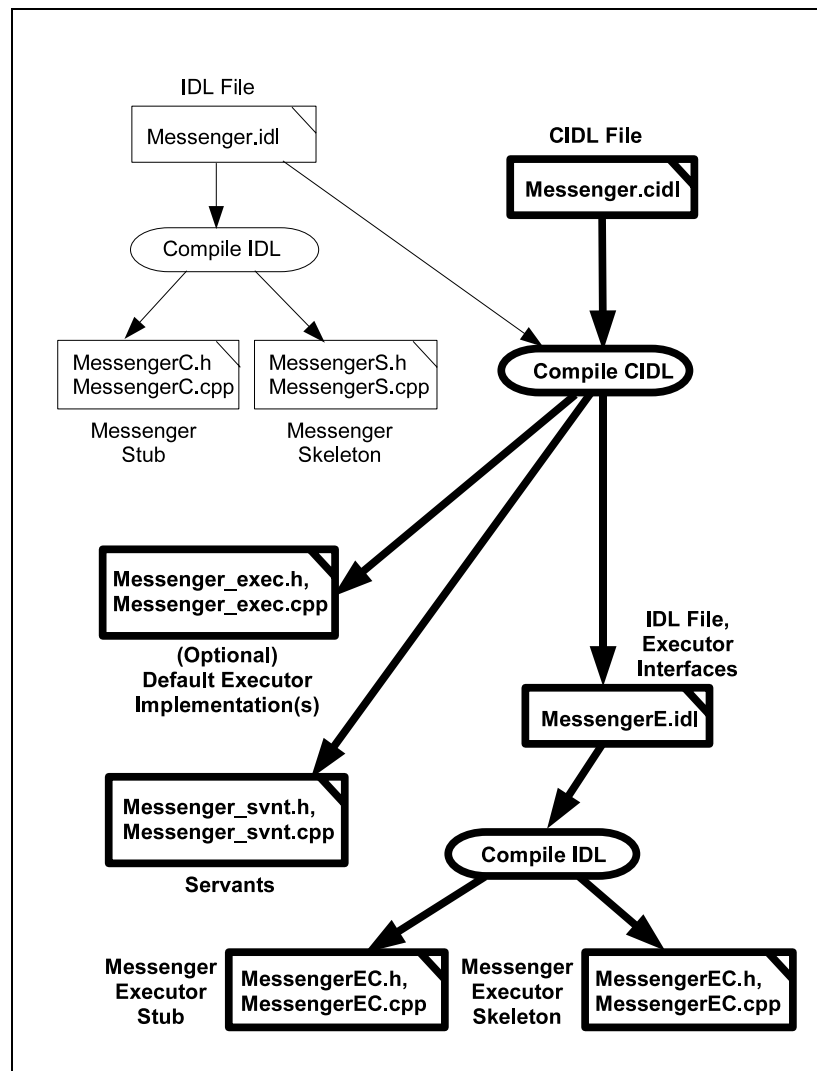 IDL File
Messenger.idl
CIDL File
Messenger.cidl
Compile IDL
MessengerC.h
MessengerC.cpp
MessengerS.h
MessengerS.cpp
Compile CIDL
Messenger
Stub
Messenger
Skeleton
Messenger_exec.h,
Messenger_exec.cpp
(Optional)
Default Executor
Implementation(s)
IDL File,
Executor
Interfaces
MessengerE.idl
Messenger_svnt.h,
Messenger_svnt.cpp
Servants
Compile IDL
Messenger
Executor
Stub
MessengerEC.h,
MessengerEC.cpp
Messenger
Executor
Skeleton
MessengerEC.h,
MessengerEC.cpp